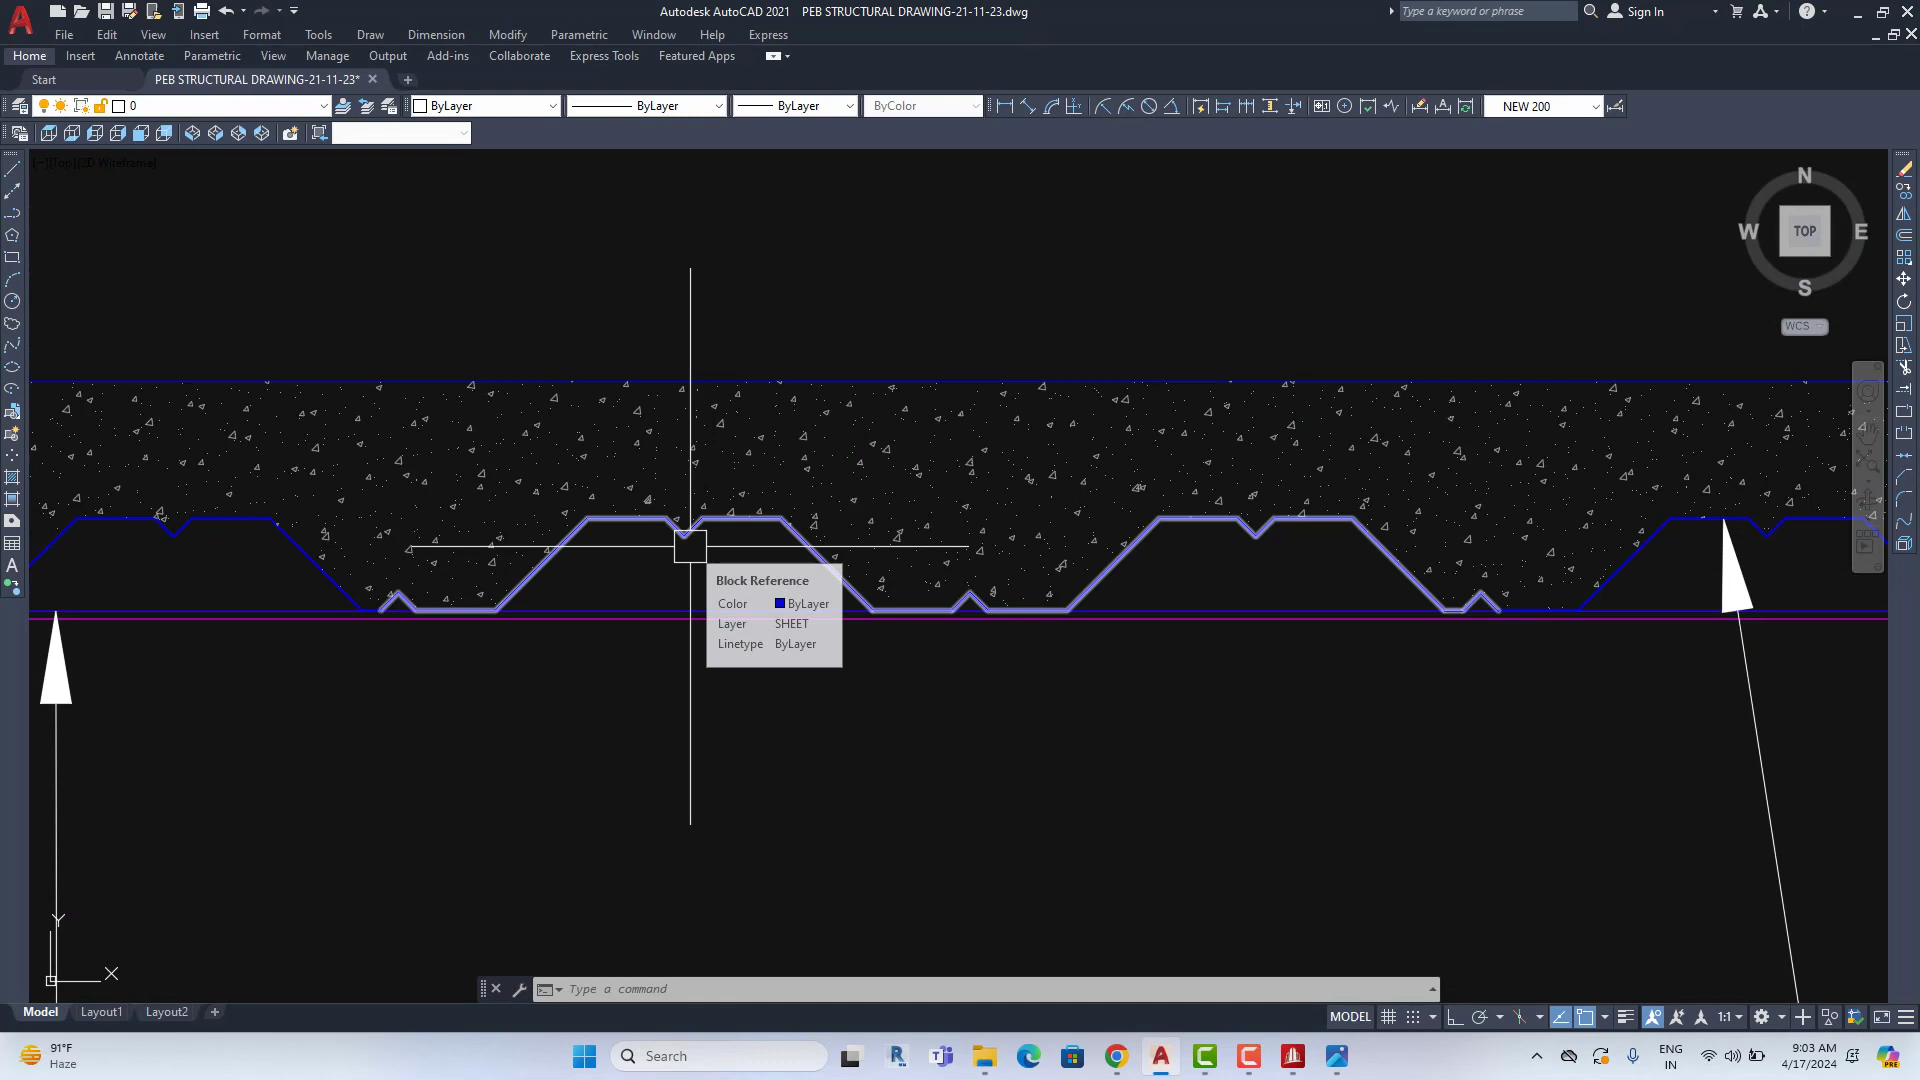 Autodesk AutoCAD 2021 PEB STRUCTURAL DRAWING-21-11-23.dwg
Type a keyword or phrase
Sign In
File Edit View Insert Format Tools Draw Dimension Modify Parametric Window Help Express
Home Insert Annotate Parametric View Manage Output Add-ins Collaborate Express Tools Featured Apps
Start PEB STRUCTURAL DRAWING-21-11-23*
0 ByLayer ByLayer ByLayer ByColor NEW 200
[−][Top][2D Wireframe]
N
W TOP E
S
WCS
Block Reference
Color ByLayer
Layer SHEET
Linetype ByLayer
Y
X
Type a command
Model Layout1 Layout2
MODEL 1:1
91°F
Haze
Search
ENG
IN
9:03 AM
4/17/2024
PRE